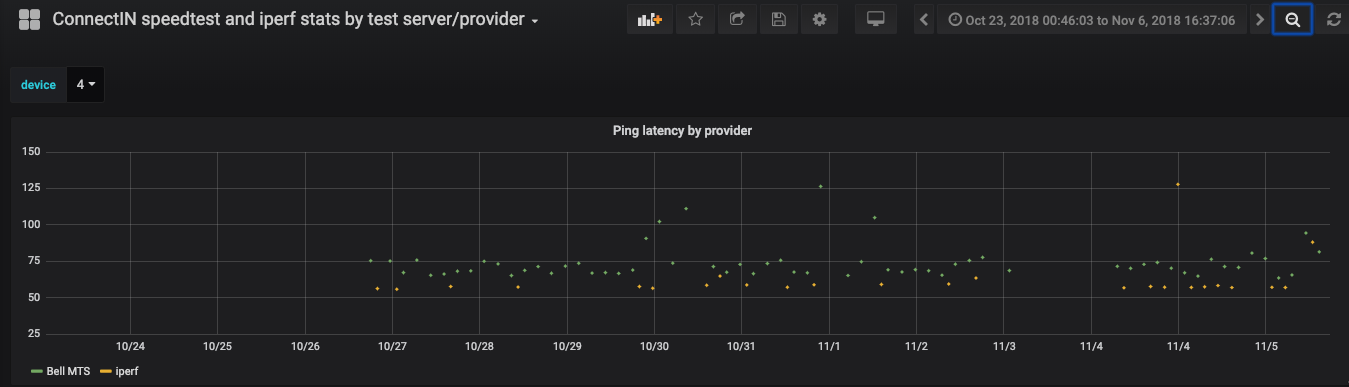 ConnectIN speedtest and iperf stats by test server/provider
Oct 23, 2018 00:46:03 to Nov 6, 2018 16:37:06
device 4
Ping latency by provider
150
125
100
75
50
25
10/24 10/25 10/26 10/27 10/28 10/29 10/30 10/31 11/1 11/2 11/3 11/4 11/4 11/5
Bell MTS iperf